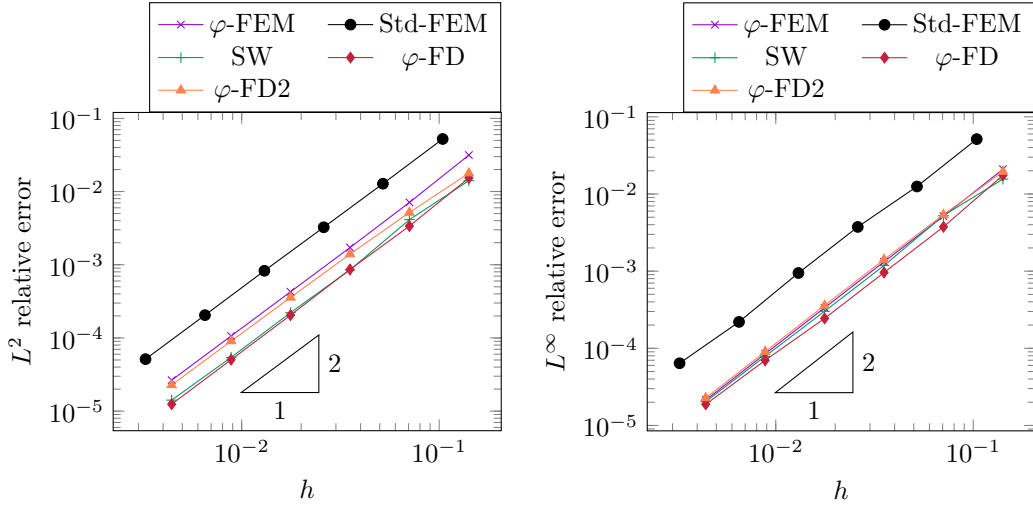 φ-FEM Std-FEM
SW φ-FD
φ-FD2
10⁻¹
10⁻²
10⁻³
10⁻⁴
10⁻⁵
L² relative error
2
1
10⁻² 10⁻¹
h
φ-FEM Std-FEM
SW φ-FD
φ-FD2
10⁻¹
10⁻²
10⁻³
10⁻⁴
10⁻⁵
L∞ relative error
2
1
10⁻² 10⁻¹
h